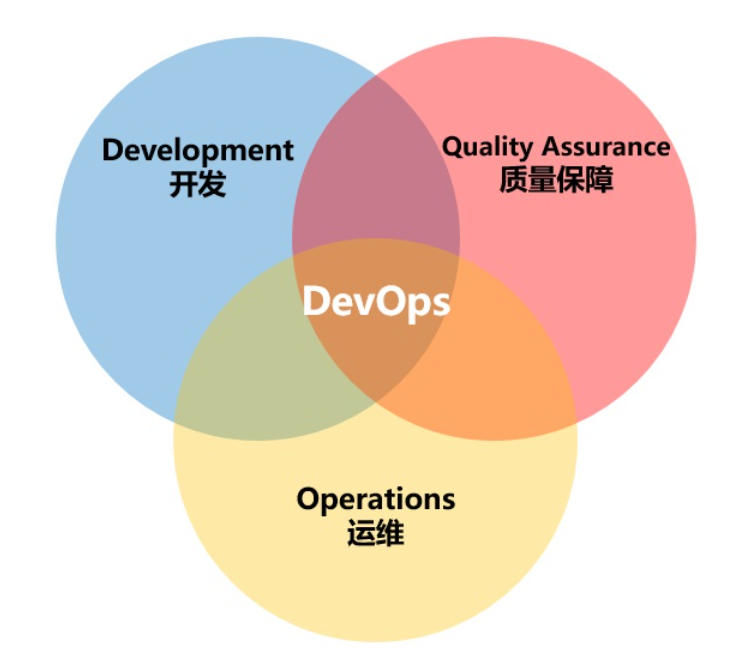 Development
开发
Quality Assurance
质量保障
DevOps
Operations
运维